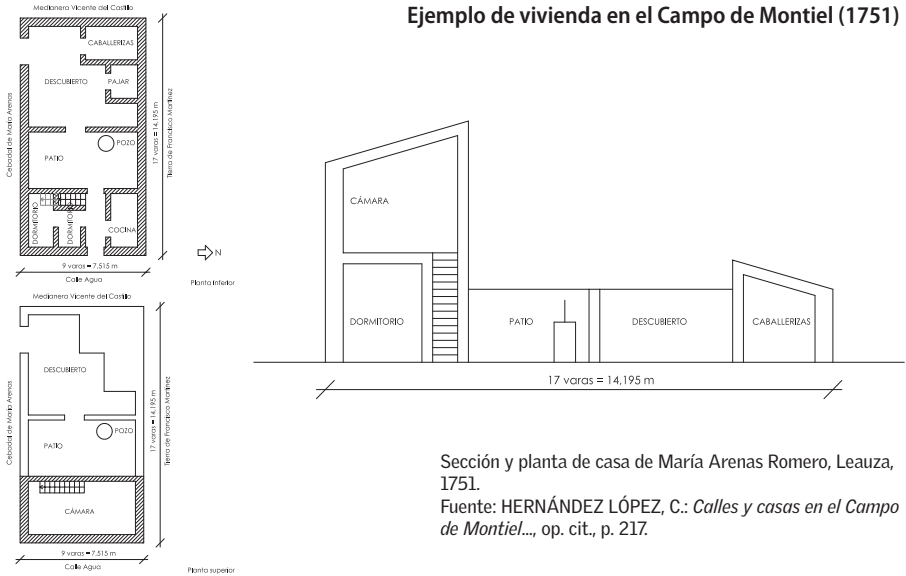 Ejemplo de vivienda en el Campo de Montiel (1751)
Medianera Vicente del Castillo
CABALLERIZAS
DESCUBIERTO
PAJAR
POZO
PATIO
DORMITORIO
DORMITORIO
COCINA
Cebadal de María Arenas
17 varas = 14,195 m
Tierra de Francisco Martínez
9 varas = 7,515 m
Calle Agua
N
Planta inferior
Medianera Vicente del Castillo
DESCUBIERTO
POZO
PATIO
CÁMARA
Cebadal de María Arenas
17 varas = 14,195 m
Tierra de Francisco Martínez
9 varas = 7,515 m
Calle Agua
Planta superior
CÁMARA
DORMITORIO
PATIO
DESCUBIERTO
CABALLERIZAS
17 varas = 14,195 m
Sección y planta de casa de María Arenas Romero, Leauza,
1751.
Fuente: HERNÁNDEZ LÓPEZ, C.: Calles y casas en el Campo
de Montiel..., op. cit., p. 217.